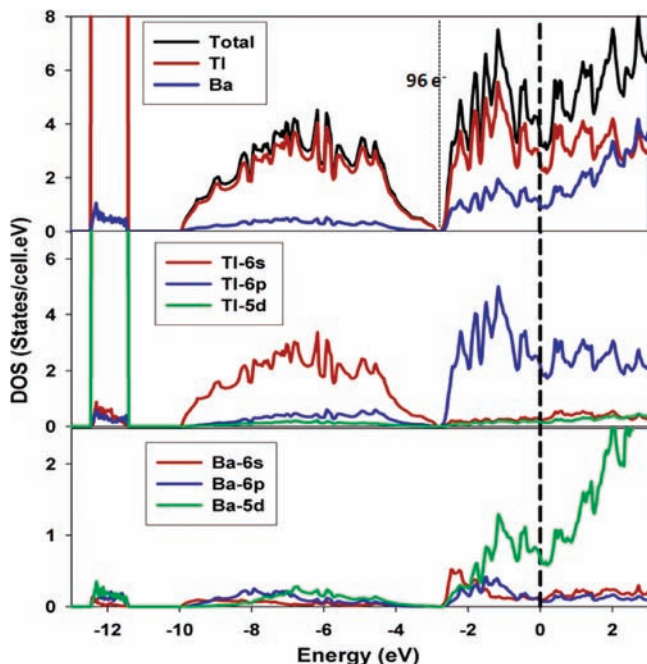 8
Total
Tl
Ba
96 e-
6
4
2
0
DOS (States/cell.eV)
6
Tl-6s
Tl-6p
Tl-5d
4
2
0
2
Ba-6s
Ba-6p
Ba-5d
1
0
-12 -10 -8 -6 -4 -2 0 2
Energy (eV)